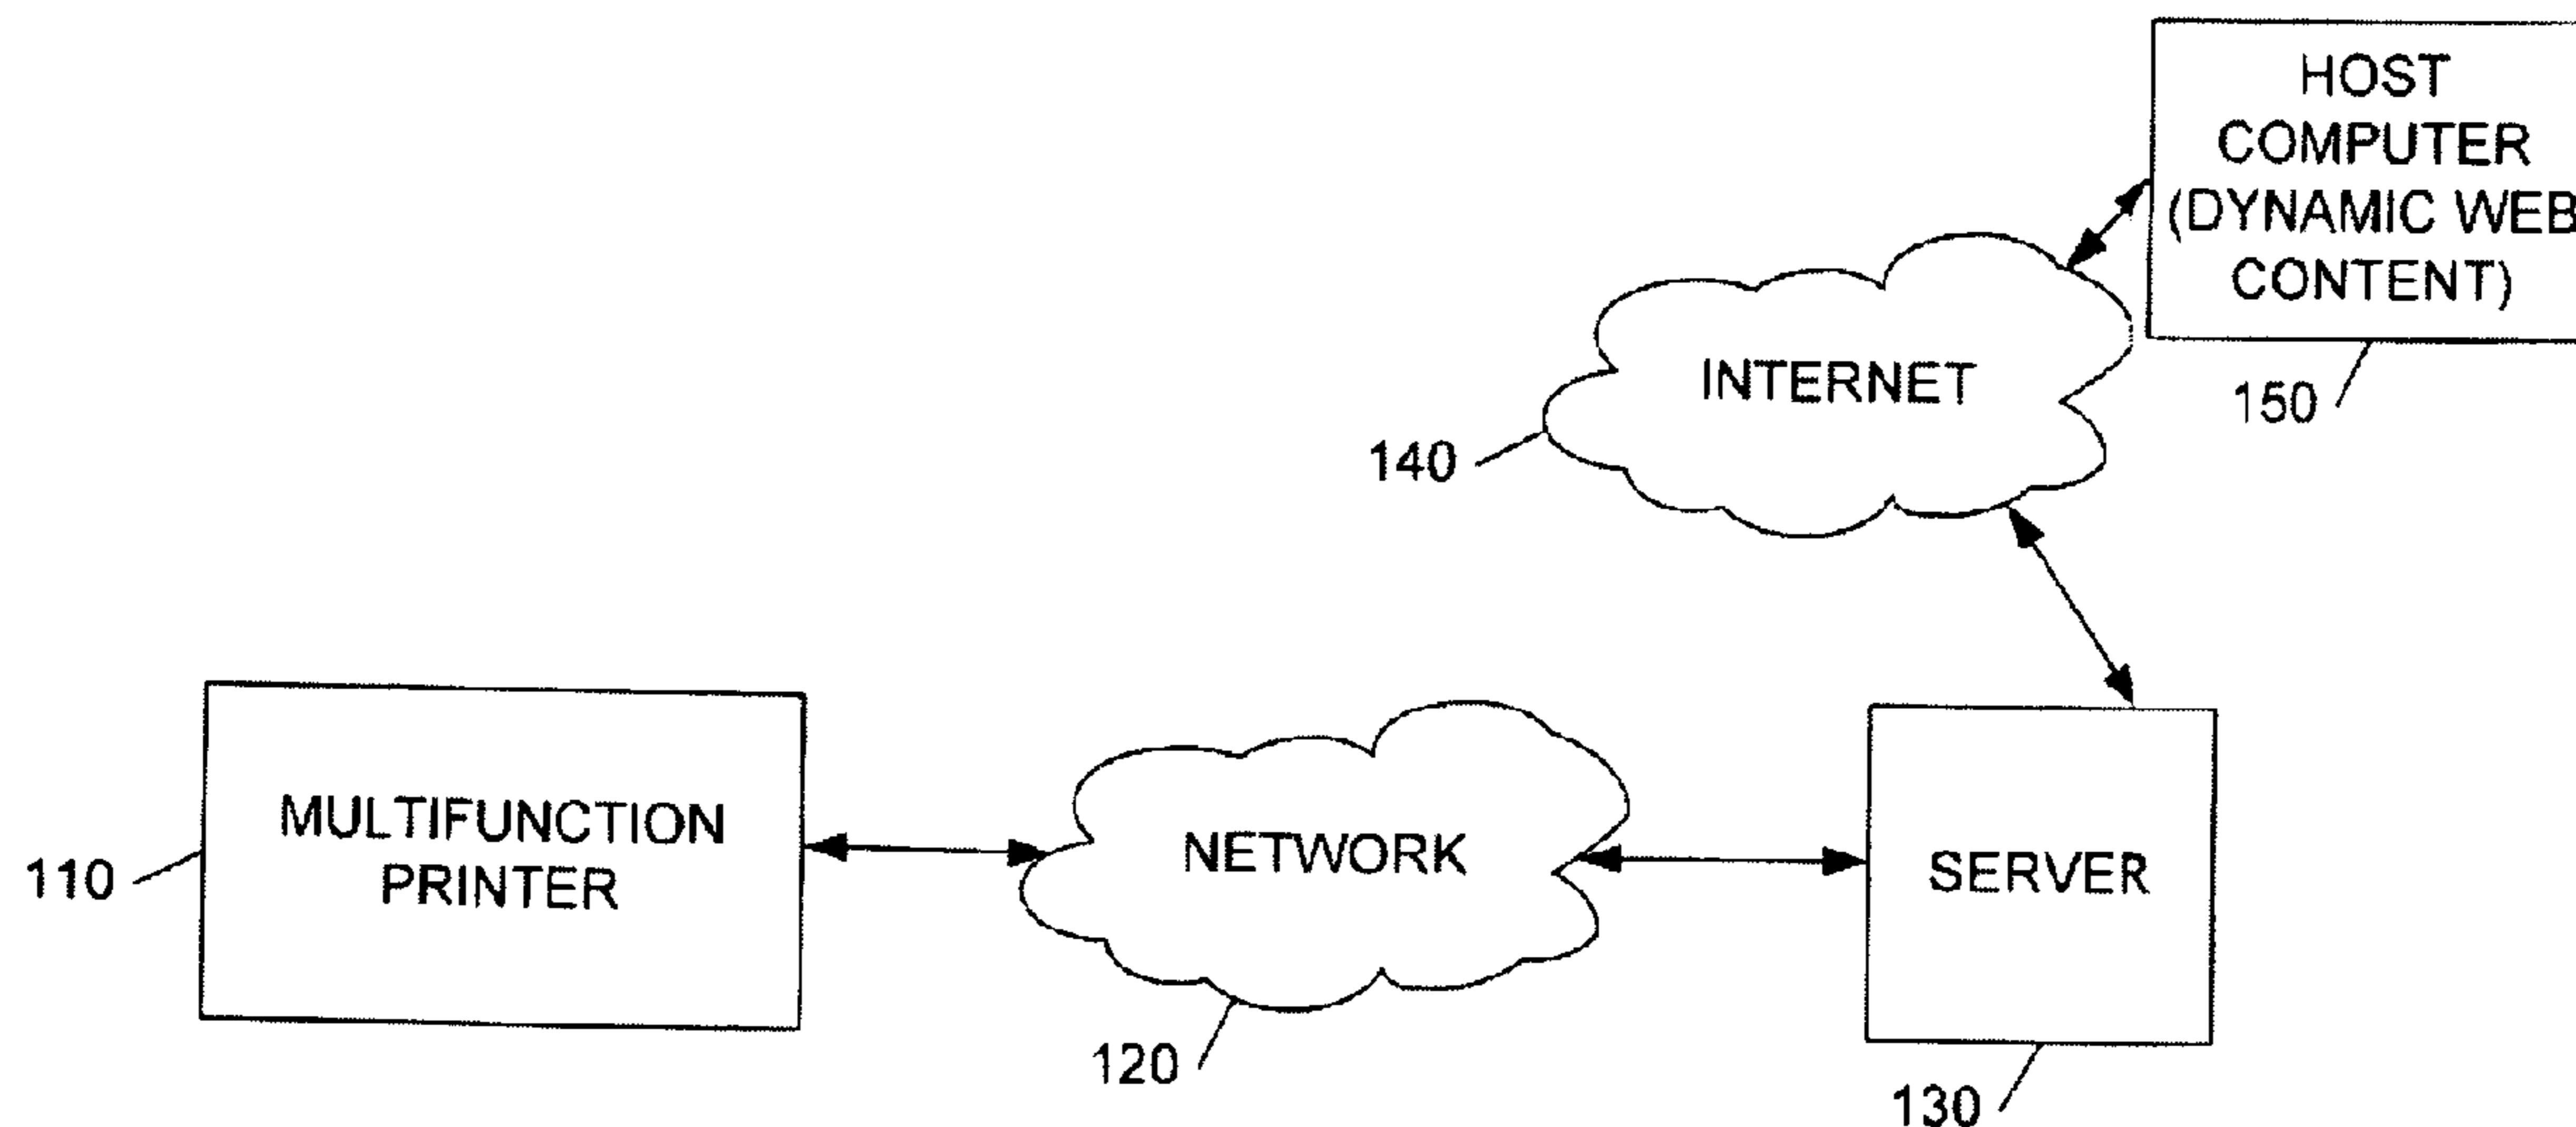 HOST
COMPUTER
(DYNAMIC WEB
CONTENT)
150
INTERNET
140
MULTIFUNCTION
PRINTER
110
NETWORK
120
SERVER
130